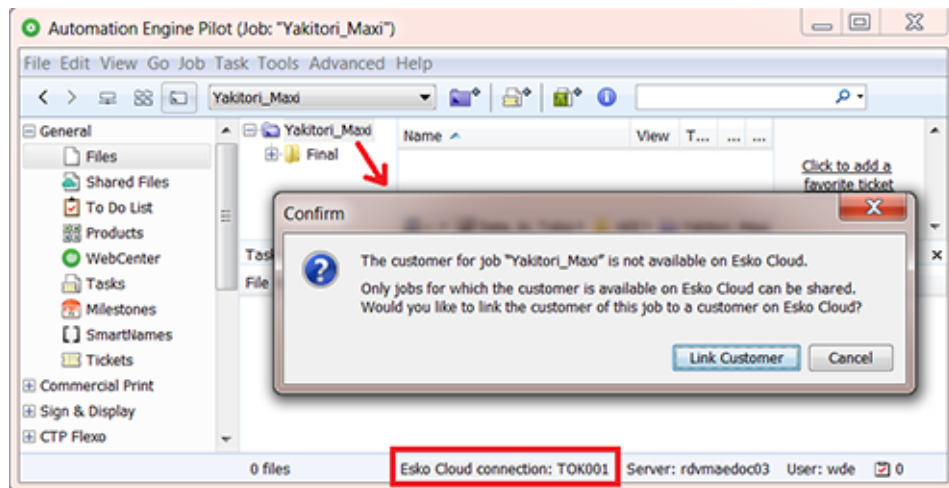 Automation Engine Pilot (Job: "Yakitori_Maxi")
File Edit View Go Job Task Tools Advanced Help
Yakitori_Maxi
General
Files
Shared Files
To Do List
Products
WebCenter
Tasks
Milestones
SmartNames
Tickets
Commercial Print
Sign & Display
CTP Flexo
Yakitori_Maxi
Final
Name View T... ... ...
Click to add a
favorite ticket
Confirm
The customer for job "Yakitori_Maxi" is not available on Esko Cloud.
Only jobs for which the customer is available on Esko Cloud can be shared.
Would you like to link the customer of this job to a customer on Esko Cloud?
Link Customer Cancel
File
0 files Esko Cloud connection: TOK001 Server: rdvmaedoc03 User: wde 0